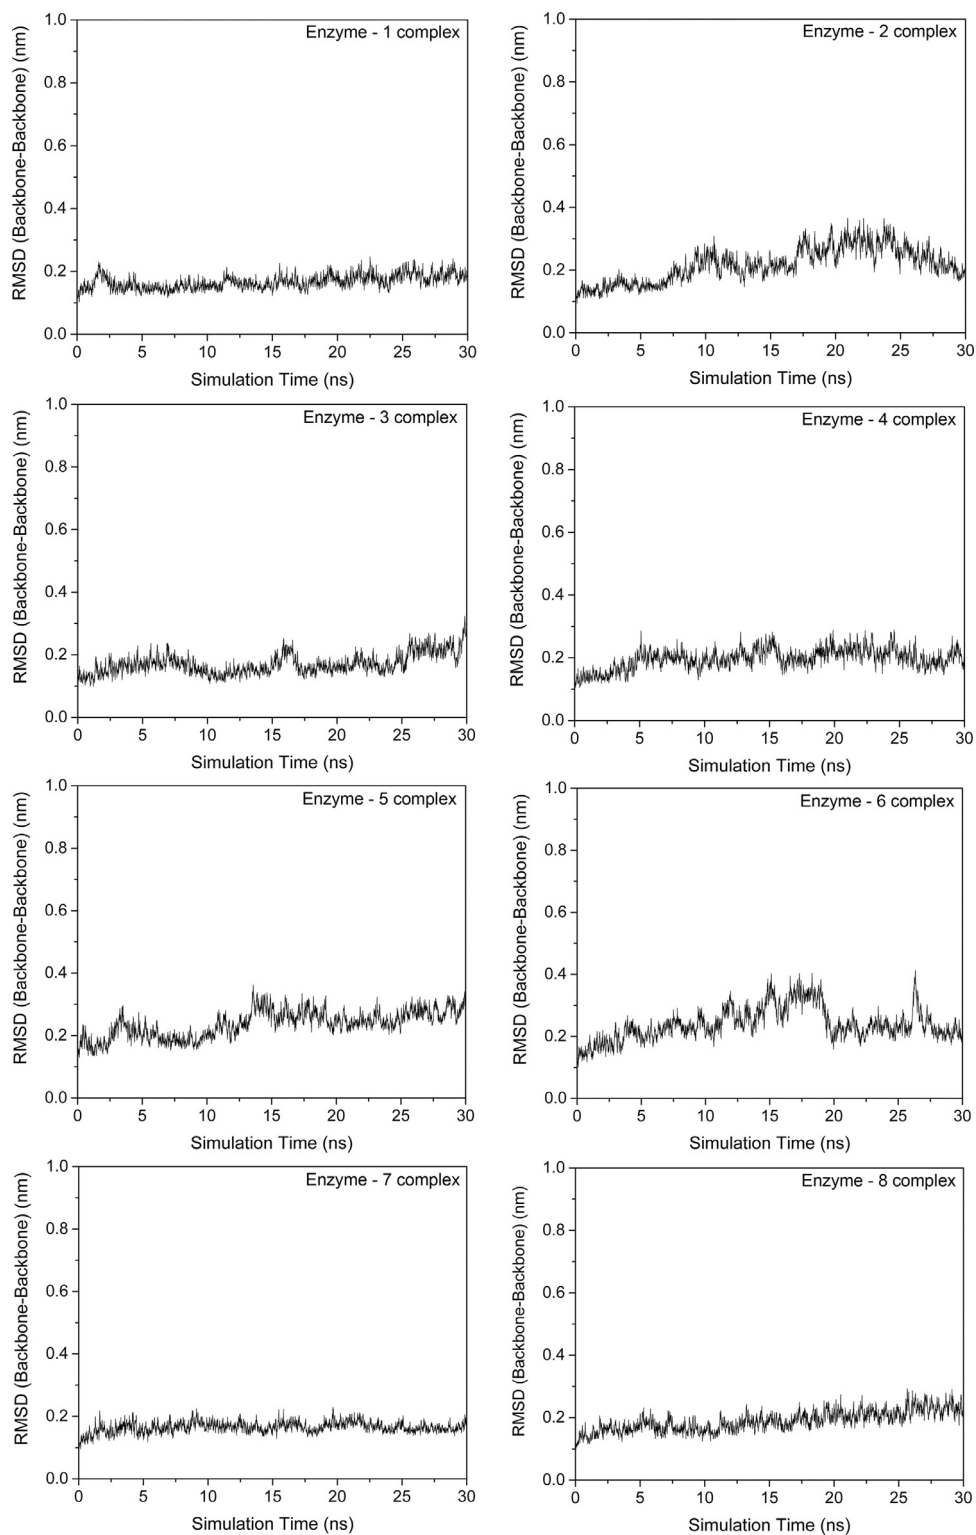 Enzyme - 1 complex
RMSD (Backbone-Backbone) (nm)
1.0
0.8
0.6
0.4
0.2
0.0
0 5 10 15 20 25 30
Simulation Time (ns)
Enzyme - 2 complex
RMSD (Backbone-Backbone) (nm)
1.0
0.8
0.6
0.4
0.2
0.0
0 5 10 15 20 25 30
Simulation Time (ns)
Enzyme - 3 complex
RMSD (Backbone-Backbone) (nm)
1.0
0.8
0.6
0.4
0.2
0.0
0 5 10 15 20 25 30
Simulation Time (ns)
Enzyme - 4 complex
RMSD (Backbone-Backbone) (nm)
1.0
0.8
0.6
0.4
0.2
0.0
0 5 10 15 20 25 30
Simulation Time (ns)
Enzyme - 5 complex
RMSD (Backbone-Backbone) (nm)
1.0
0.8
0.6
0.4
0.2
0.0
0 5 10 15 20 25 30
Simulation Time (ns)
Enzyme - 6 complex
RMSD (Backbone-Backbone) (nm)
1.0
0.8
0.6
0.4
0.2
0.0
0 5 10 15 20 25 30
Simulation Time (ns)
Enzyme - 7 complex
RMSD (Backbone-Backbone) (nm)
1.0
0.8
0.6
0.4
0.2
0.0
0 5 10 15 20 25 30
Simulation Time (ns)
Enzyme - 8 complex
RMSD (Backbone-Backbone) (nm)
1.0
0.8
0.6
0.4
0.2
0.0
0 5 10 15 20 25 30
Simulation Time (ns)